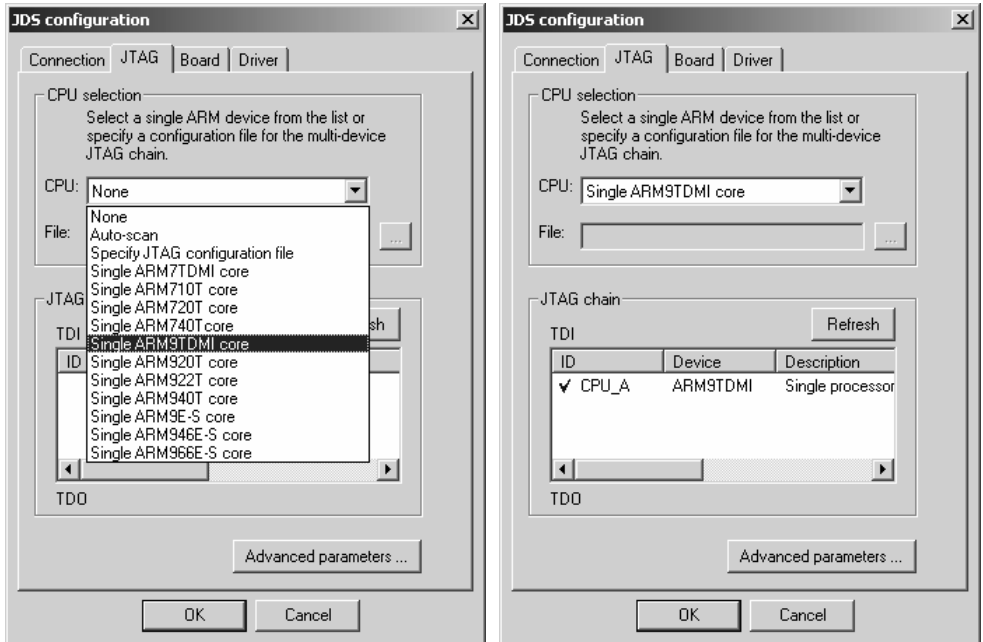 JDS configuration
Connection JTAG Board Driver
CPU selection
Select a single ARM device from the list or
specify a configuration file for the multi-device
JTAG chain.
CPU: None
None
Auto-scan
Specify JTAG configuration file
Single ARM7TDMI core
Single ARM710T core
Single ARM720T core
Single ARM740Tcore
Single ARM9TDMI core
Single ARM920T core
Single ARM922T core
Single ARM940T core
Single ARM9E-S core
Single ARM946E-S core
Single ARM966E-S core
File: ...
JTAG
TDI sh
ID
TDO
Advanced parameters ...
OK Cancel
JDS configuration
Connection JTAG Board Driver
CPU selection
Select a single ARM device from the list or
specify a configuration file for the multi-device
JTAG chain.
CPU: Single ARM9TDMI core
File: ...
JTAG chain
TDI Refresh
ID Device Description
CPU_A ARM9TDMI Single processor
TDO
Advanced parameters ...
OK Cancel